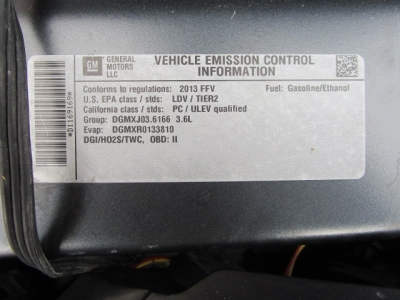 GM
GENERAL
MOTORS
LLC
VEHICLE EMISSION CONTROL
INFORMATION
Conforms to regulations: 2013 FFV Fuel: Gasoline/Ethanol
U.S. EPA class / stds: LDV / TIER2
California class / stds: PC / ULEV qualified
Group: DGMXJ03.6166 3.6L
Evap: DGMXR0133810
DGI/HO2S/TWC, OBD: II
*D1169169*